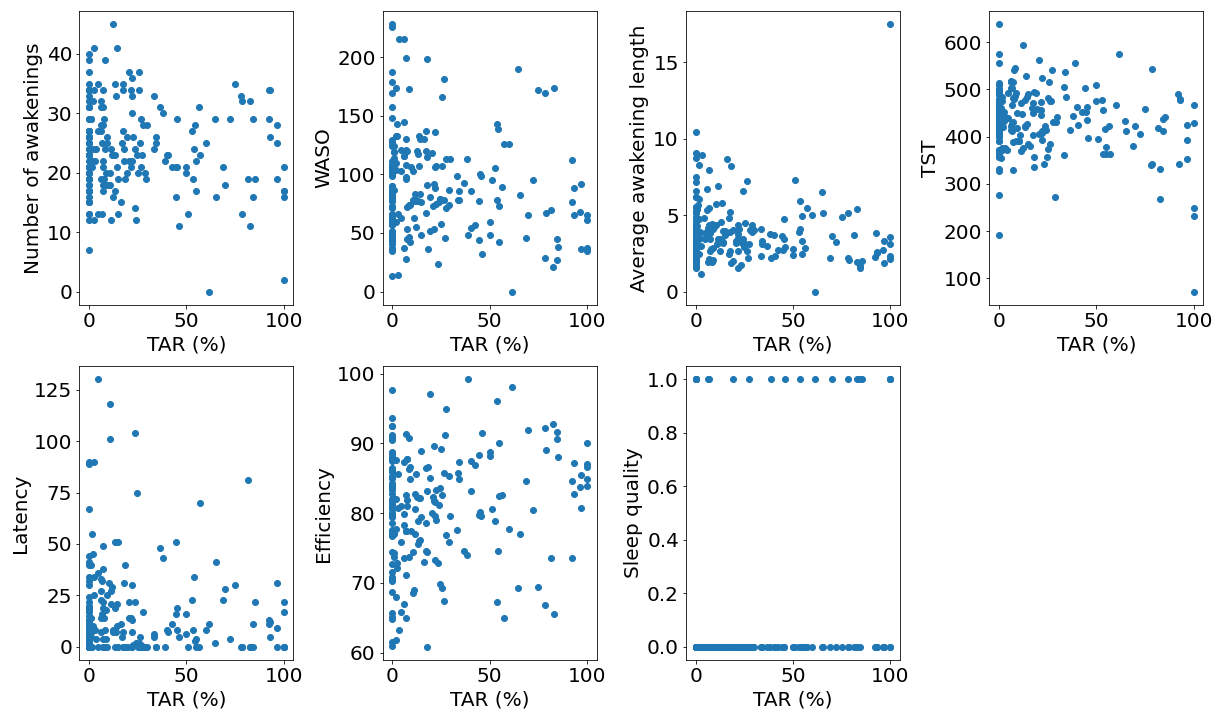 Number of awakenings
40
30
20
10
0
0 50 100
TAR (%)
WASO
200
150
100
50
0
0 50 100
TAR (%)
Average awakening length
15
10
5
0
0 50 100
TAR (%)
TST
600
500
400
300
200
100
0 50 100
TAR (%)
Latency
125
100
75
50
25
0
0 50 100
TAR (%)
Efficiency
100
90
80
70
60
0 50 100
TAR (%)
Sleep quality
1.0
0.8
0.6
0.4
0.2
0.0
0 50 100
TAR (%)